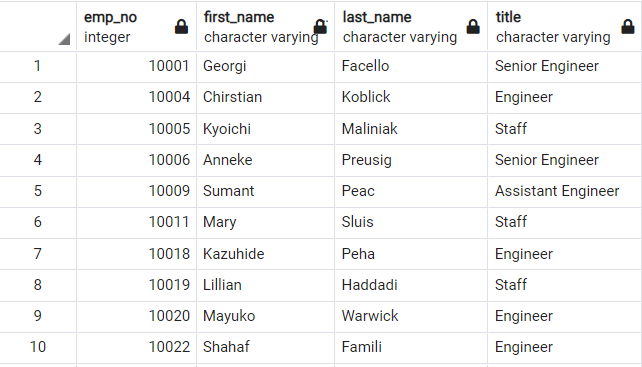 emp_no first_name last_name title
integer character varying character varying character varying
1 10001 Georgi Facello Senior Engineer
2 10004 Chirstian Koblick Engineer
3 10005 Kyoichi Maliniak Staff
4 10006 Anneke Preusig Senior Engineer
5 10009 Sumant Peac Assistant Engineer
6 10011 Mary Sluis Staff
7 10018 Kazuhide Peha Engineer
8 10019 Lillian Haddadi Staff
9 10020 Mayuko Warwick Engineer
10 10022 Shahaf Famili Engineer